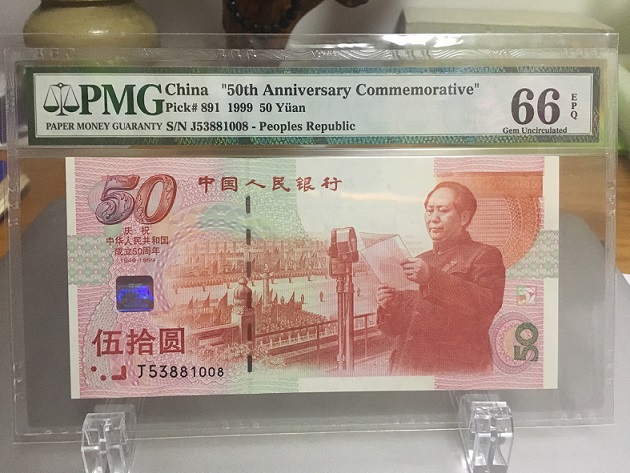 PMG
PAPER MONEY GUARANTY
China "50th Anniversary Commemorative"
Pick# 891 1999 50 Yüan
S/N J53881008 - Peoples Republic
66
EPQ
Gem Uncirculated
50
中国人民银行
庆祝
中华人民共和国
成立50周年
1949-1999
伍拾圆
J53881008
50